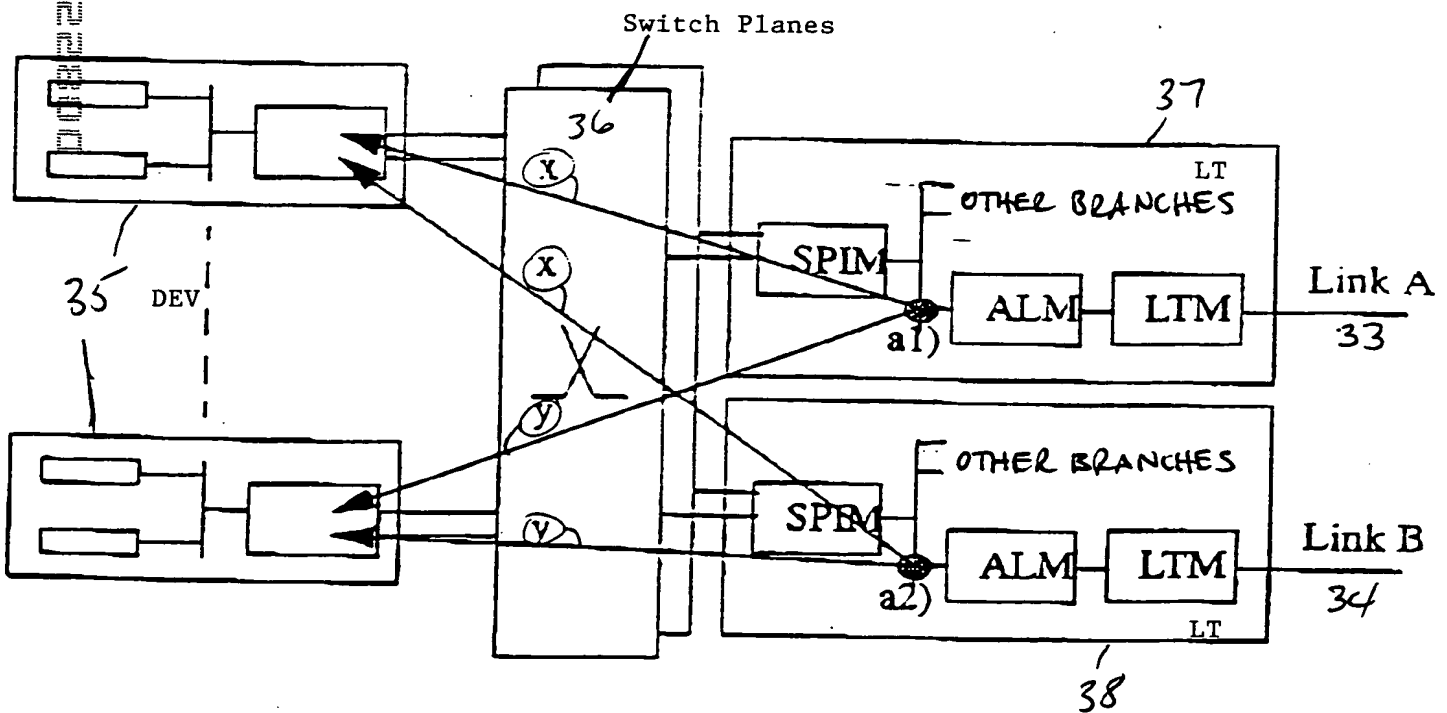 Switch Planes
36
37
LT
OTHER BRANCHES
SPIM
ALM
LTM
Link A
33
a1)
x
x
y
y
35
DEV
OTHER BRANCHES
SPIM
ALM
LTM
Link B
34
a2)
LT
38